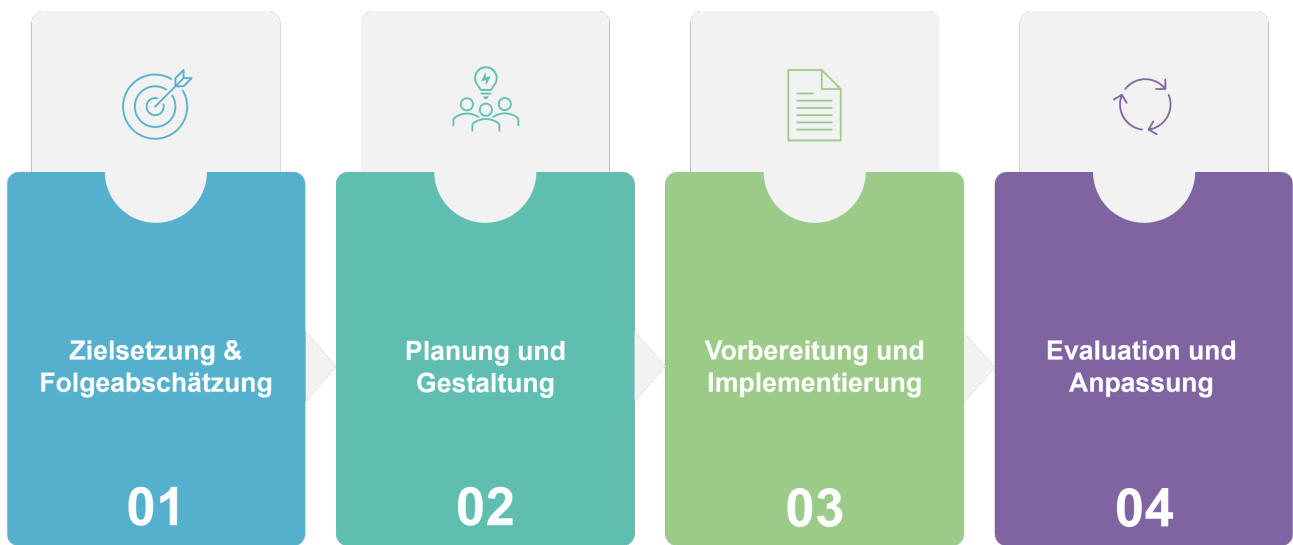 Zielsetzung &
Folgeabschätzung
01
Planung und
Gestaltung
02
Vorbereitung und
Implementierung
03
Evaluation und
Anpassung
04